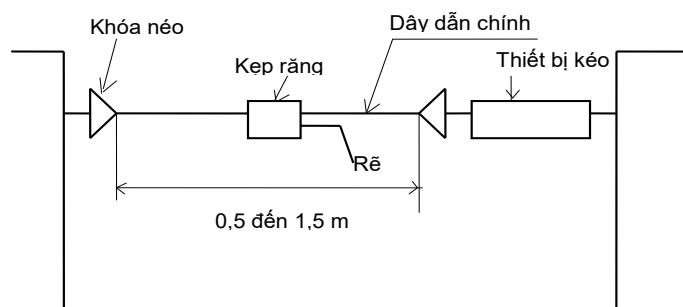 Khóa néo
Dây dẫn chính
Kẹp răng
Thiết bị kéo
Rẽ
0,5 đến 1,5 m